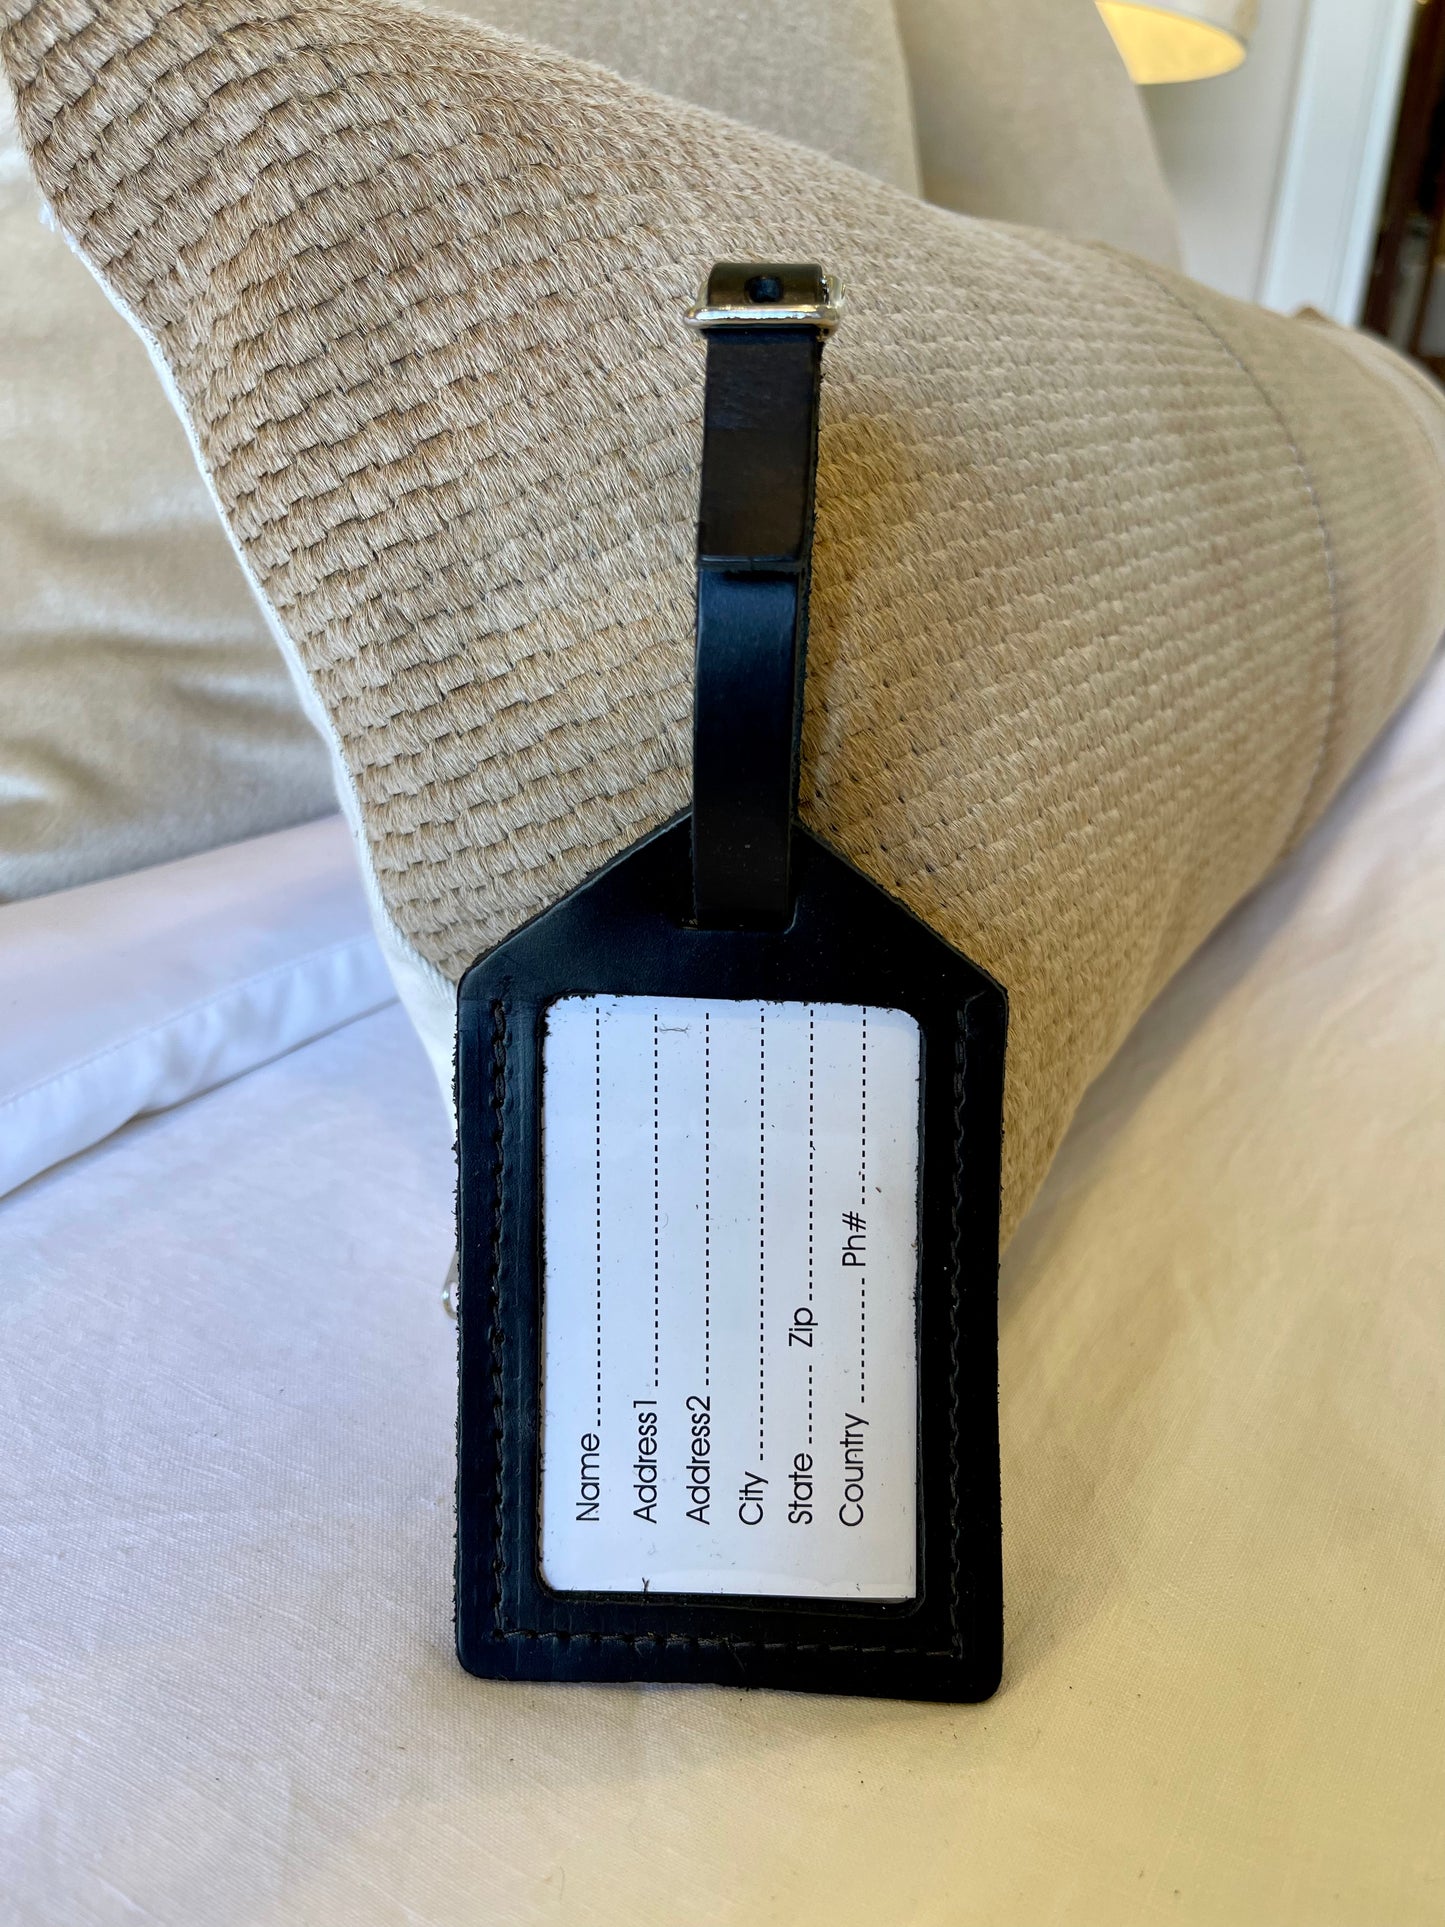 Name
Address1
Address2
City
State Zip
Country Ph#